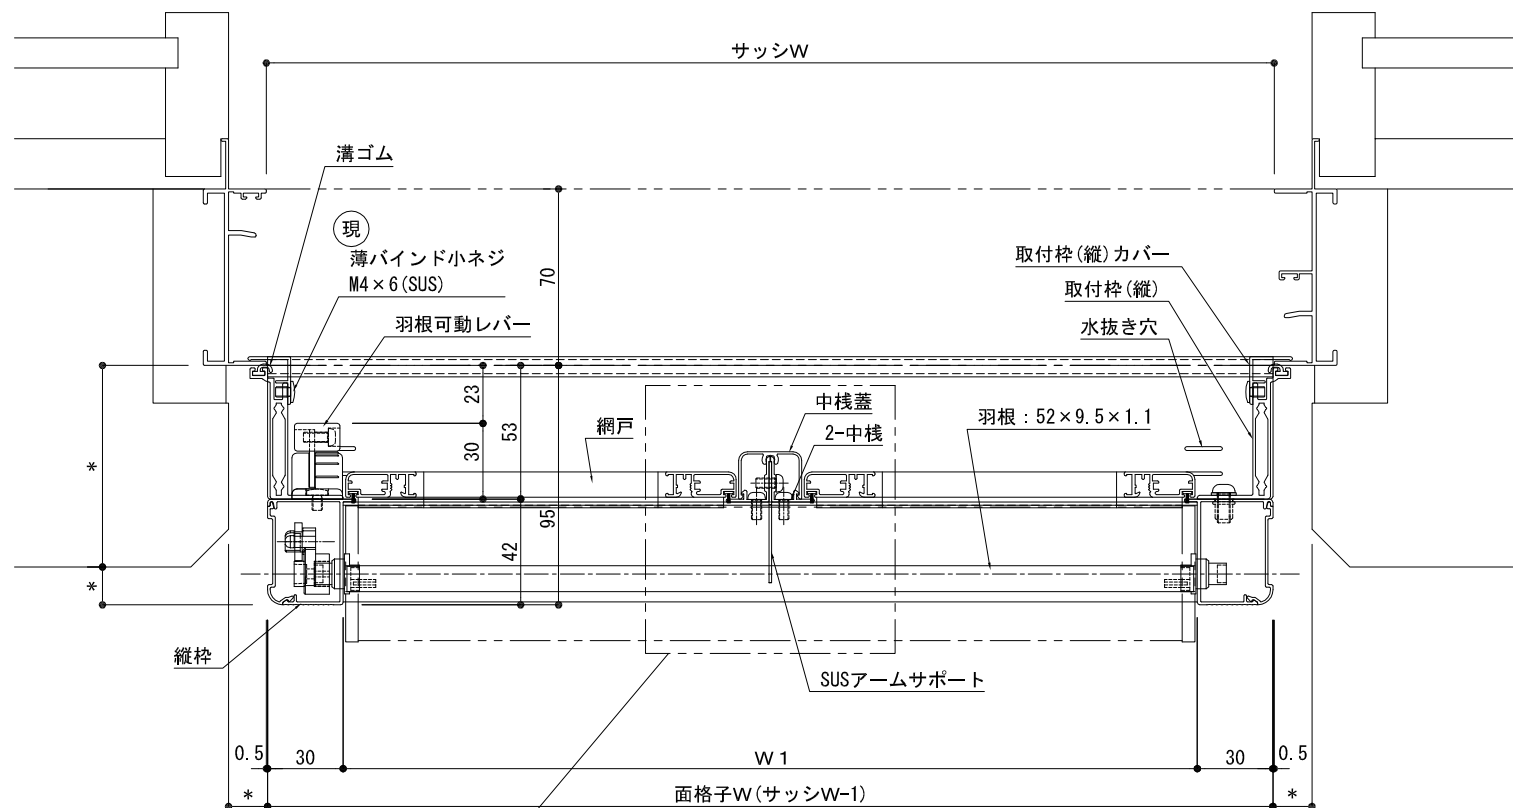 サッシW
溝ゴム
現
薄バインド小ネジ
M4×6(SUS)
羽根可動レバー
70
取付枠(縦)カバー
取付枠(縦)
水抜き穴
23
53
30
中桟蓋
2-中桟
網戸
羽根：52×9.5×1.1
*
95
42
*
縦枠
SUSアームサポート
0.5
30
W1
30
0.5
*
面格子W(サッシW-1)
*